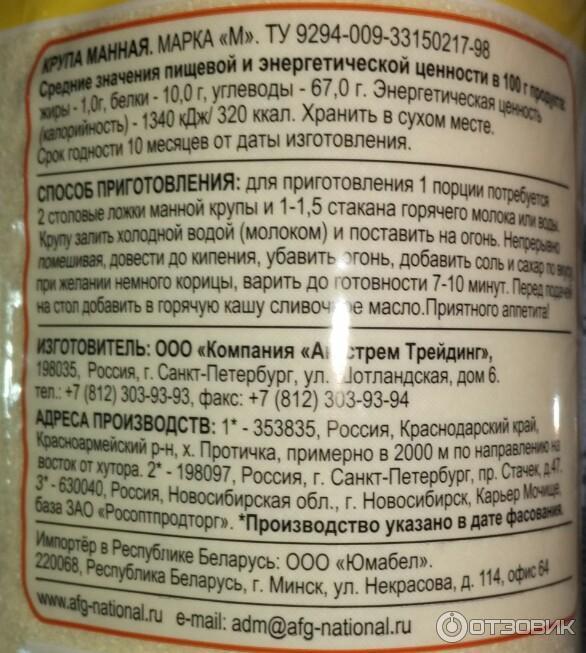 КРУПА МАННАЯ. МАРКА «М». ТУ 9294-009-33150217-98
Средние значения пищевой и энергетической ценности в 100 г продукта:
жиры - 1,0г, белки - 10,0 г, углеводы - 67,0 г. Энергетическая ценность
(калорийность) - 1340 кДж/ 320 ккал. Хранить в сухом месте.
Срок годности 10 месяцев от даты изготовления.
СПОСОБ ПРИГОТОВЛЕНИЯ: для приготовления 1 порции потребуется
2 столовые ложки манной крупы и 1-1,5 стакана горячего молока или воды.
Крупу залить холодной водой (молоком) и поставить на огонь. Непрерывно
помешивая, довести до кипения, убавить огонь, добавить соль и сахар по вкусу
при желании немного корицы, варить до готовности 7-10 минут. Перед подачей
на стол добавить в горячую кашу сливочное масло.Приятного аппетита!
ИЗГОТОВИТЕЛЬ: ООО «Компания «Ангстрем Трейдинг»,
198035, Россия, г. Санкт-Петербург, ул. Шотландская, дом 6.
тел.: +7 (812) 303-93-93, факс: +7 (812) 303-93-94
АДРЕСА ПРОИЗВОДСТВ: 1* - 353835, Россия, Краснодарский край,
Красноармейский р-н, х. Протичка, примерно в 2000 м по направлению на
восток от хутора. 2* - 198097, Россия, г. Санкт-Петербург, пр. Стачек, д.47.
3* - 630040, Россия, Новосибирская обл., г. Новосибирск, Карьер Мочище,
база ЗАО «Росоптпродторг». *Производство указано в дате фасования.
Импортёр в Республике Беларусь: ООО «Юмабел».
220068, Республика Беларусь, г. Минск, ул. Некрасова, д. 114, офис 64
www.afg-national.ru e-mail: adm@afg-national.ru
ОТЗОВИК